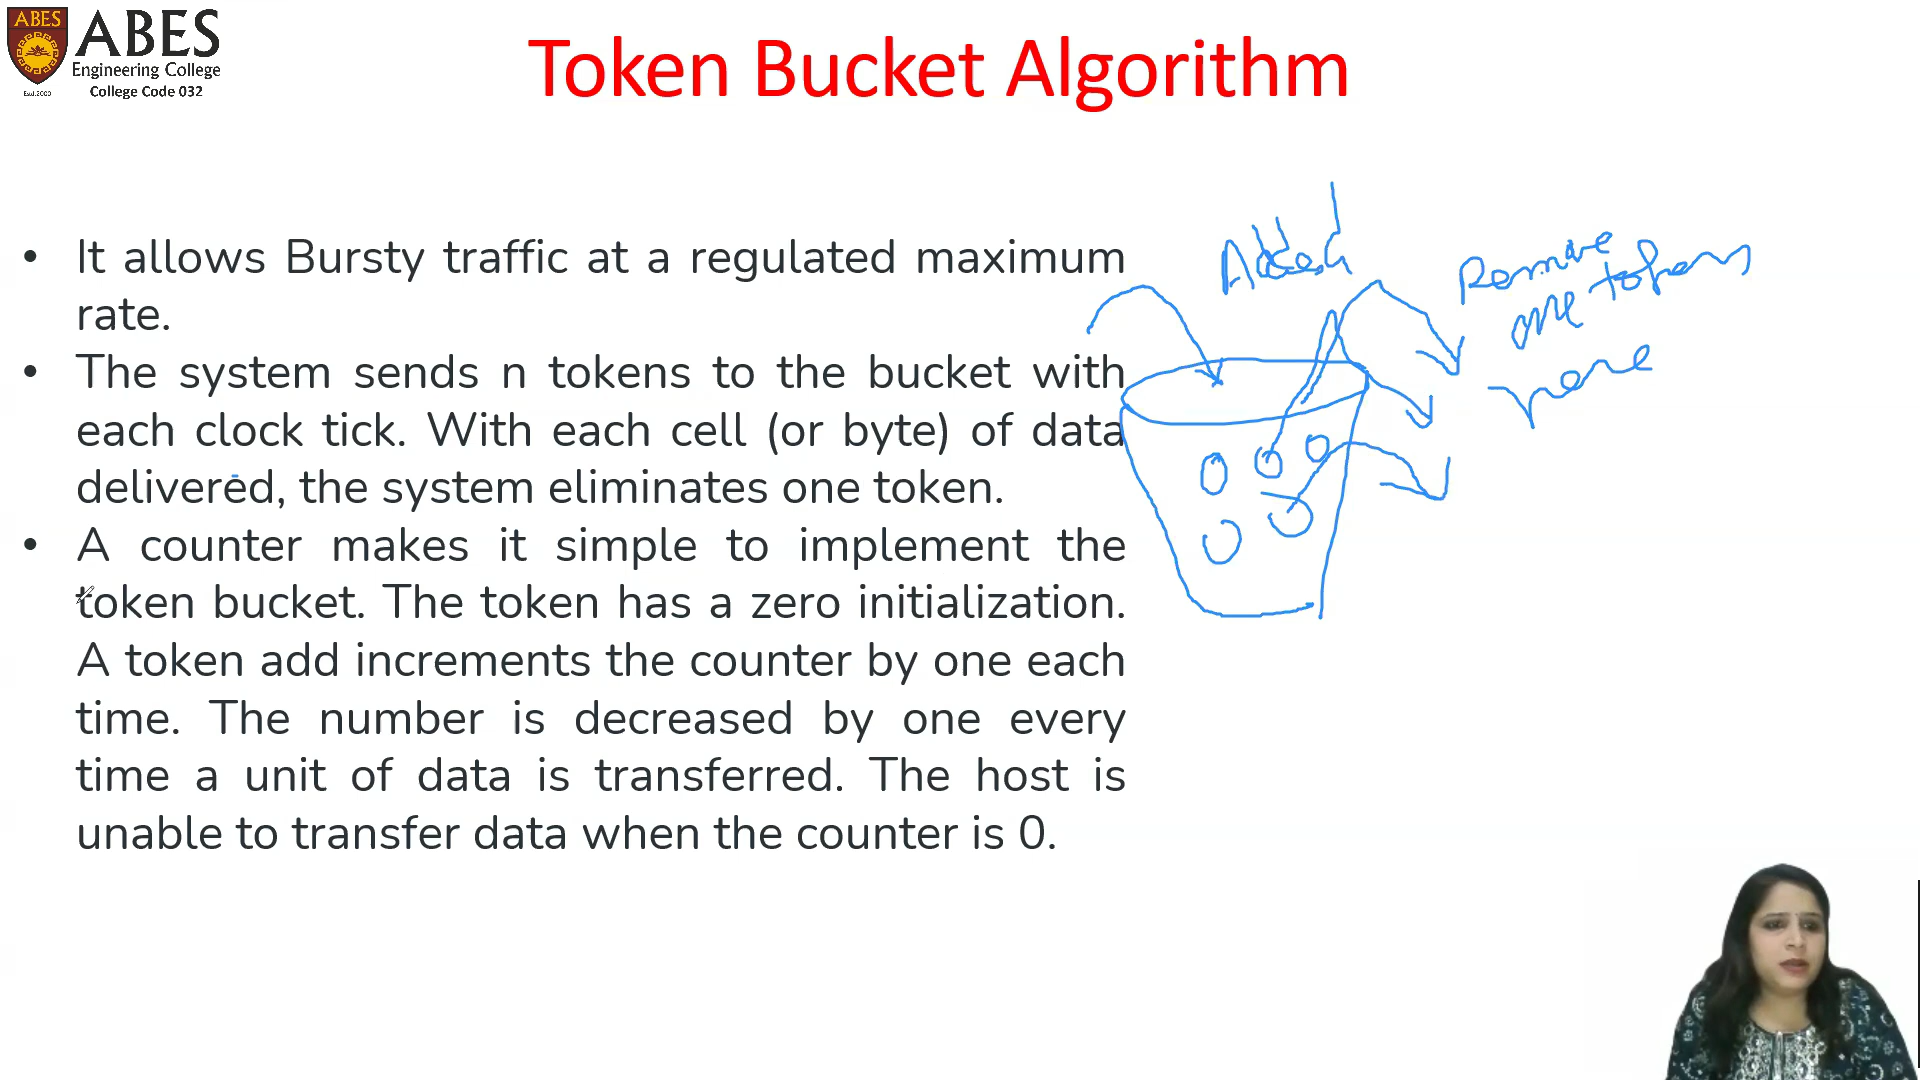 ABES
ABES
Engineering College
College Code 032
Estd.2000
Token Bucket Algorithm
• It allows Bursty traffic at a regulated maximum
rate.
• The system sends n tokens to the bucket with
each clock tick. With each cell (or byte) of data
delivered, the system eliminates one token.
• A counter makes it simple to implement the
token bucket. The token has a zero initialization.
A token add increments the counter by one each
time. The number is decreased by one every
time a unit of data is transferred. The host is
unable to transfer data when the counter is 0.
Added
Remove
one token